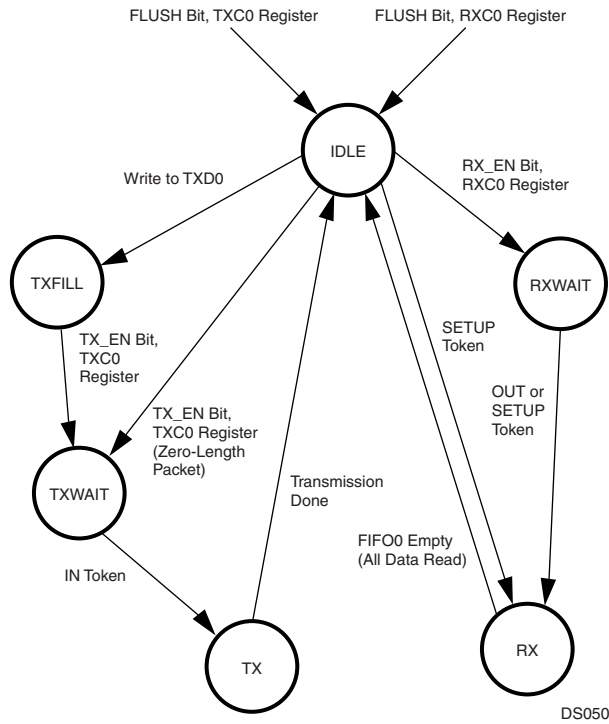 FLUSH Bit, TXC0 Register
FLUSH Bit, RXC0 Register
IDLE
Write to TXD0
RX_EN Bit,
RXC0 Register
TXFILL
RXWAIT
TX_EN Bit,
TXC0
Register
SETUP
Token
OUT or
SETUP
Token
TX_EN Bit,
TXC0 Register
(Zero-Length
Packet)
TXWAIT
Transmission
Done
FIFO0 Empty
(All Data Read)
IN Token
TX
RX
DS050